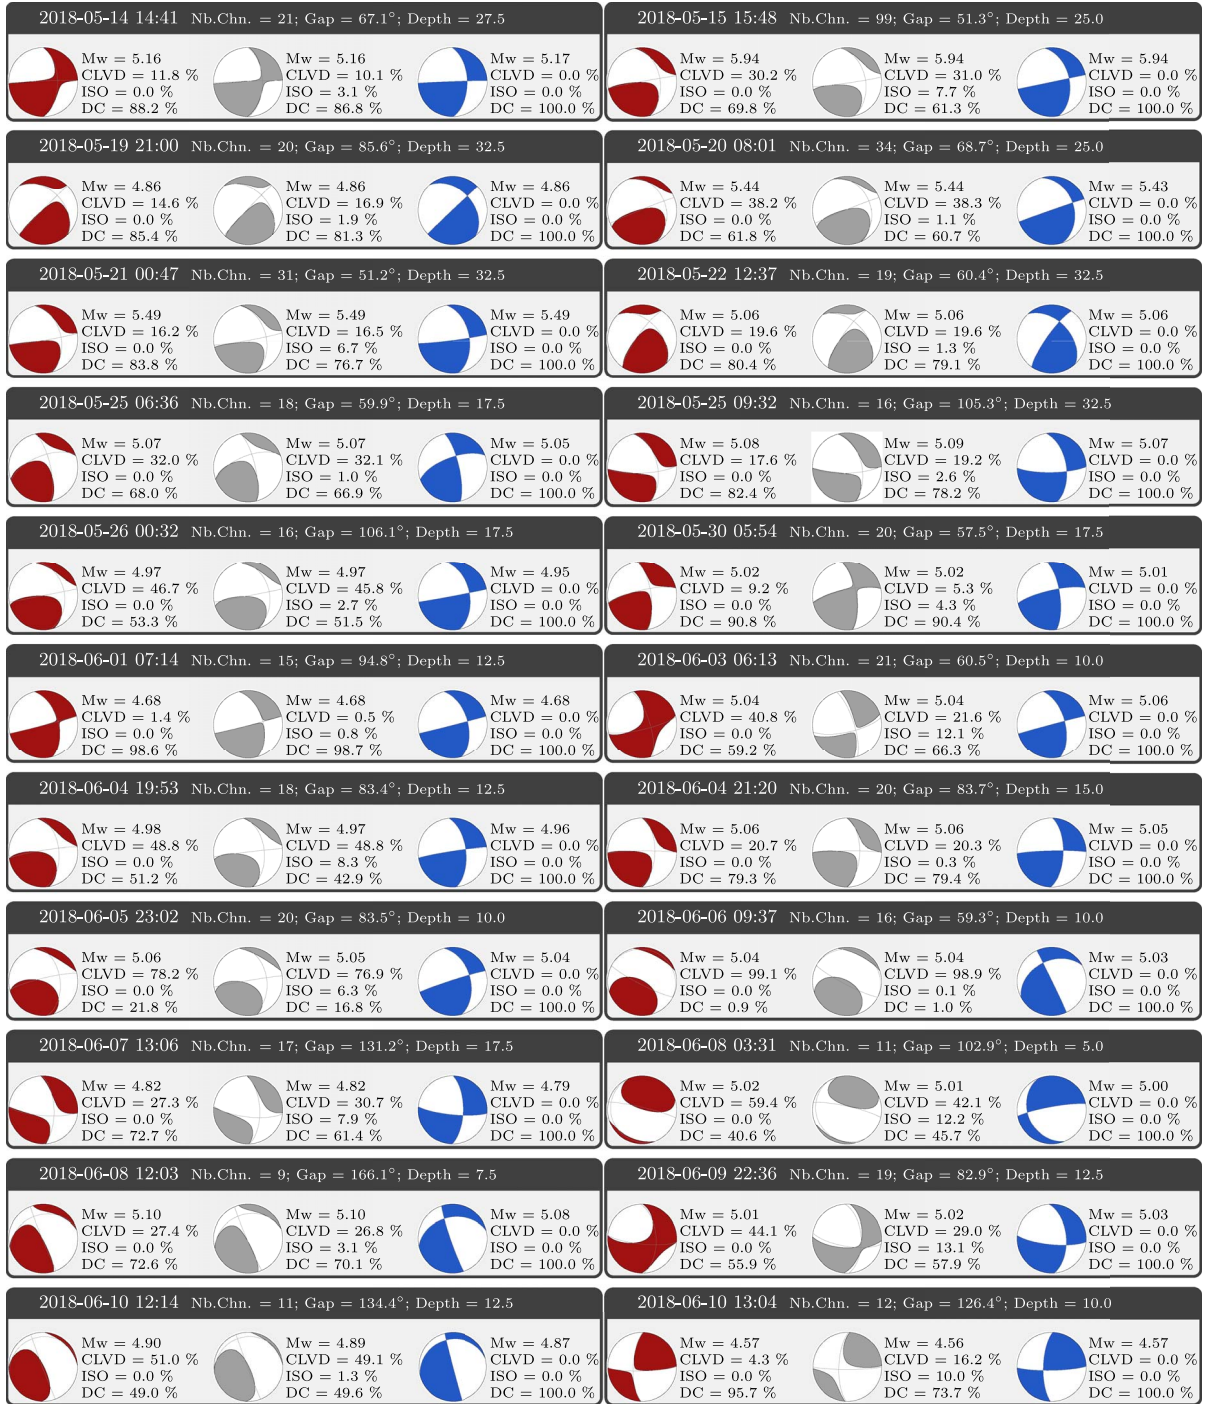 2018-05-14 14:41 Nb.Chn. = 21; Gap = 67.1°; Depth = 27.5
Mw = 5.16
CLVD = 11.8 %
ISO = 0.0 %
DC = 88.2 %
Mw = 5.16
CLVD = 10.1 %
ISO = 3.1 %
DC = 86.8 %
Mw = 5.17
CLVD = 0.0 %
ISO = 0.0 %
DC = 100.0 %
2018-05-15 15:48 Nb.Chn. = 99; Gap = 51.3°; Depth = 25.0
Mw = 5.94
CLVD = 30.2 %
ISO = 0.0 %
DC = 69.8 %
Mw = 5.94
CLVD = 31.0 %
ISO = 7.7 %
DC = 61.3 %
Mw = 5.94
CLVD = 0.0 %
ISO = 0.0 %
DC = 100.0 %
2018-05-19 21:00 Nb.Chn. = 20; Gap = 85.6°; Depth = 32.5
Mw = 4.86
CLVD = 14.6 %
ISO = 0.0 %
DC = 85.4 %
Mw = 4.86
CLVD = 16.9 %
ISO = 1.9 %
DC = 81.3 %
Mw = 4.86
CLVD = 0.0 %
ISO = 0.0 %
DC = 100.0 %
2018-05-20 08:01 Nb.Chn. = 34; Gap = 68.7°; Depth = 25.0
Mw = 5.44
CLVD = 38.2 %
ISO = 0.0 %
DC = 61.8 %
Mw = 5.44
CLVD = 38.3 %
ISO = 1.1 %
DC = 60.7 %
Mw = 5.43
CLVD = 0.0 %
ISO = 0.0 %
DC = 100.0 %
2018-05-21 00:47 Nb.Chn. = 31; Gap = 51.2°; Depth = 32.5
Mw = 5.49
CLVD = 16.2 %
ISO = 0.0 %
DC = 83.8 %
Mw = 5.49
CLVD = 16.5 %
ISO = 6.7 %
DC = 76.7 %
Mw = 5.49
CLVD = 0.0 %
ISO = 0.0 %
DC = 100.0 %
2018-05-22 12:37 Nb.Chn. = 19; Gap = 60.4°; Depth = 32.5
Mw = 5.06
CLVD = 19.6 %
ISO = 0.0 %
DC = 80.4 %
Mw = 5.06
CLVD = 19.6 %
ISO = 1.3 %
DC = 79.1 %
Mw = 5.06
CLVD = 0.0 %
ISO = 0.0 %
DC = 100.0 %
2018-05-25 06:36 Nb.Chn. = 18; Gap = 59.9°; Depth = 17.5
Mw = 5.07
CLVD = 32.0 %
ISO = 0.0 %
DC = 68.0 %
Mw = 5.07
CLVD = 32.1 %
ISO = 1.0 %
DC = 66.9 %
Mw = 5.05
CLVD = 0.0 %
ISO = 0.0 %
DC = 100.0 %
2018-05-25 09:32 Nb.Chn. = 16; Gap = 105.3°; Depth = 32.5
Mw = 5.08
CLVD = 17.6 %
ISO = 0.0 %
DC = 82.4 %
Mw = 5.09
CLVD = 19.2 %
ISO = 2.6 %
DC = 78.2 %
Mw = 5.07
CLVD = 0.0 %
ISO = 0.0 %
DC = 100.0 %
2018-05-26 00:32 Nb.Chn. = 16; Gap = 106.1°; Depth = 17.5
Mw = 4.97
CLVD = 46.7 %
ISO = 0.0 %
DC = 53.3 %
Mw = 4.97
CLVD = 45.8 %
ISO = 2.7 %
DC = 51.5 %
Mw = 4.95
CLVD = 0.0 %
ISO = 0.0 %
DC = 100.0 %
2018-05-30 05:54 Nb.Chn. = 20; Gap = 57.5°; Depth = 17.5
Mw = 5.02
CLVD = 9.2 %
ISO = 0.0 %
DC = 90.8 %
Mw = 5.02
CLVD = 5.3 %
ISO = 4.3 %
DC = 90.4 %
Mw = 5.01
CLVD = 0.0 %
ISO = 0.0 %
DC = 100.0 %
2018-06-01 07:14 Nb.Chn. = 15; Gap = 94.8°; Depth = 12.5
Mw = 4.68
CLVD = 1.4 %
ISO = 0.0 %
DC = 98.6 %
Mw = 4.68
CLVD = 0.5 %
ISO = 0.8 %
DC = 98.7 %
Mw = 4.68
CLVD = 0.0 %
ISO = 0.0 %
DC = 100.0 %
2018-06-03 06:13 Nb.Chn. = 21; Gap = 60.5°; Depth = 10.0
Mw = 5.04
CLVD = 40.8 %
ISO = 0.0 %
DC = 59.2 %
Mw = 5.04
CLVD = 21.6 %
ISO = 12.1 %
DC = 66.3 %
Mw = 5.06
CLVD = 0.0 %
ISO = 0.0 %
DC = 100.0 %
2018-06-04 19:53 Nb.Chn. = 18; Gap = 83.4°; Depth = 12.5
Mw = 4.98
CLVD = 48.8 %
ISO = 0.0 %
DC = 51.2 %
Mw = 4.97
CLVD = 48.8 %
ISO = 8.3 %
DC = 42.9 %
Mw = 4.96
CLVD = 0.0 %
ISO = 0.0 %
DC = 100.0 %
2018-06-04 21:20 Nb.Chn. = 20; Gap = 83.7°; Depth = 15.0
Mw = 5.06
CLVD = 20.7 %
ISO = 0.0 %
DC = 79.3 %
Mw = 5.06
CLVD = 20.3 %
ISO = 0.3 %
DC = 79.4 %
Mw = 5.05
CLVD = 0.0 %
ISO = 0.0 %
DC = 100.0 %
2018-06-05 23:02 Nb.Chn. = 20; Gap = 83.5°; Depth = 10.0
Mw = 5.06
CLVD = 78.2 %
ISO = 0.0 %
DC = 21.8 %
Mw = 5.05
CLVD = 76.9 %
ISO = 6.3 %
DC = 16.8 %
Mw = 5.04
CLVD = 0.0 %
ISO = 0.0 %
DC = 100.0 %
2018-06-06 09:37 Nb.Chn. = 16; Gap = 59.3°; Depth = 10.0
Mw = 5.04
CLVD = 99.1 %
ISO = 0.0 %
DC = 0.9 %
Mw = 5.04
CLVD = 98.9 %
ISO = 0.1 %
DC = 1.0 %
Mw = 5.03
CLVD = 0.0 %
ISO = 0.0 %
DC = 100.0 %
2018-06-07 13:06 Nb.Chn. = 17; Gap = 131.2°; Depth = 17.5
Mw = 4.82
CLVD = 27.3 %
ISO = 0.0 %
DC = 72.7 %
Mw = 4.82
CLVD = 30.7 %
ISO = 7.9 %
DC = 61.4 %
Mw = 4.79
CLVD = 0.0 %
ISO = 0.0 %
DC = 100.0 %
2018-06-08 03:31 Nb.Chn. = 11; Gap = 102.9°; Depth = 5.0
Mw = 5.02
CLVD = 59.4 %
ISO = 0.0 %
DC = 40.6 %
Mw = 5.01
CLVD = 42.1 %
ISO = 12.2 %
DC = 45.7 %
Mw = 5.00
CLVD = 0.0 %
ISO = 0.0 %
DC = 100.0 %
2018-06-08 12:03 Nb.Chn. = 9; Gap = 166.1°; Depth = 7.5
Mw = 5.10
CLVD = 27.4 %
ISO = 0.0 %
DC = 72.6 %
Mw = 5.10
CLVD = 26.8 %
ISO = 3.1 %
DC = 70.1 %
Mw = 5.08
CLVD = 0.0 %
ISO = 0.0 %
DC = 100.0 %
2018-06-09 22:36 Nb.Chn. = 19; Gap = 82.9°; Depth = 12.5
Mw = 5.01
CLVD = 44.1 %
ISO = 0.0 %
DC = 55.9 %
Mw = 5.02
CLVD = 29.0 %
ISO = 13.1 %
DC = 57.9 %
Mw = 5.03
CLVD = 0.0 %
ISO = 0.0 %
DC = 100.0 %
2018-06-10 12:14 Nb.Chn. = 11; Gap = 134.4°; Depth = 12.5
Mw = 4.90
CLVD = 51.0 %
ISO = 0.0 %
DC = 49.0 %
Mw = 4.89
CLVD = 49.1 %
ISO = 1.3 %
DC = 49.6 %
Mw = 4.87
CLVD = 0.0 %
ISO = 0.0 %
DC = 100.0 %
2018-06-10 13:04 Nb.Chn. = 12; Gap = 126.4°; Depth = 10.0
Mw = 4.57
CLVD = 4.3 %
ISO = 0.0 %
DC = 95.7 %
Mw = 4.56
CLVD = 16.2 %
ISO = 10.0 %
DC = 73.7 %
Mw = 4.57
CLVD = 0.0 %
ISO = 0.0 %
DC = 100.0 %